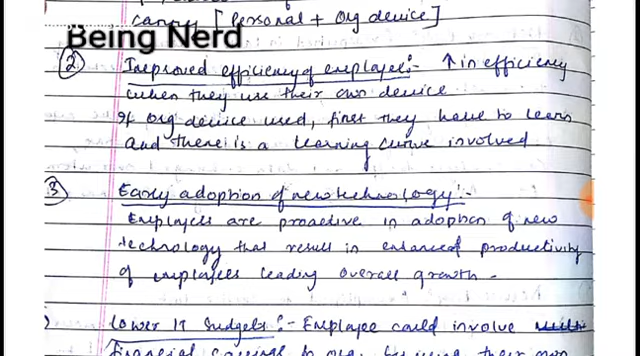 carry [Personal + Org device]
Being Nerd
② Improved efficiency of employee:- ↑ in efficiency
when they use their own device
If org device used, first they have to learn
and there is a learning curve involved
③ Early adoption of new technology:-
Employees are proactive in adoption of new
technology that result in enhanced productivity
of employees leading overall growth -
) Lower IT budgets:- Employee could involve
financial savings to org. by using their